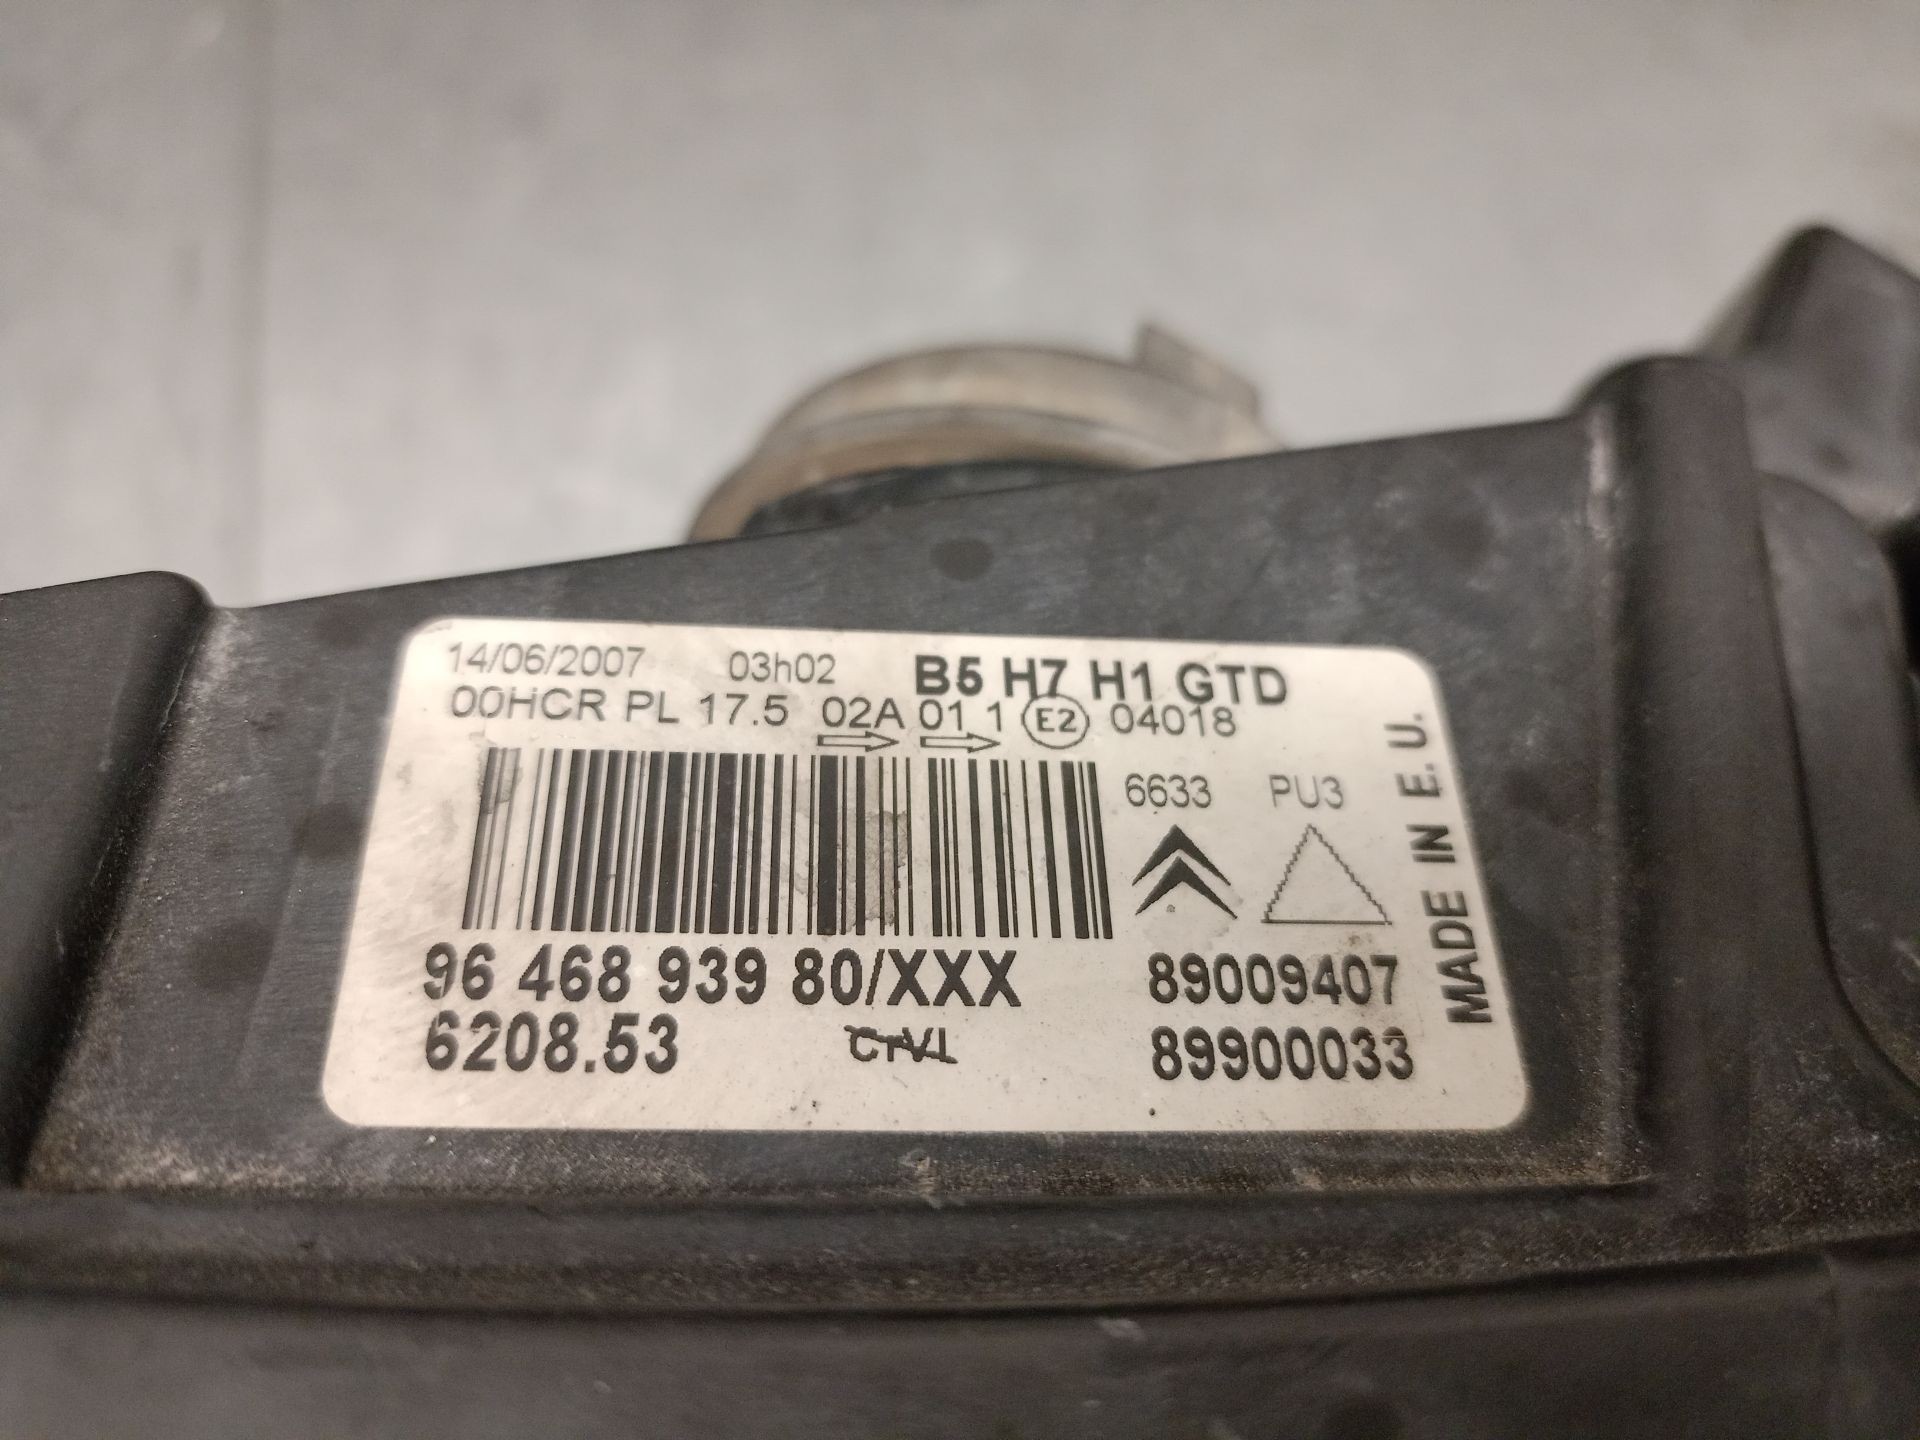 14/06/2007 03h02 B5 H7 H1 GTD
00HCR PL 17.5 02A 01 1 E2 04018
6633 PU3
96 468 939 80/XXX 89009407
6208.53 89900033
MADE IN E.U.